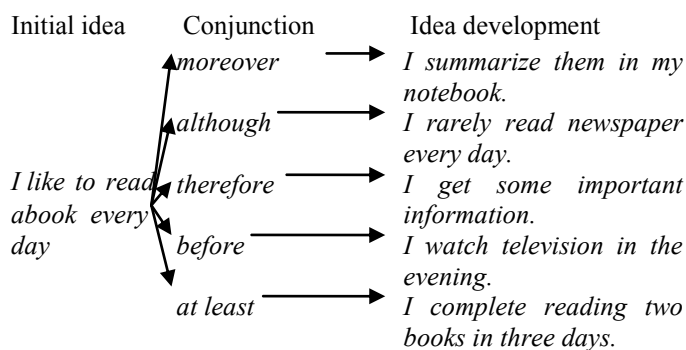 Initial idea Conjunction Idea development
moreover I summarize them in my
notebook.
although I rarely read newspaper
every day.
I like to read therefore I get some important
abook every information.
day before I watch television in the
evening.
at least I complete reading two
books in three days.